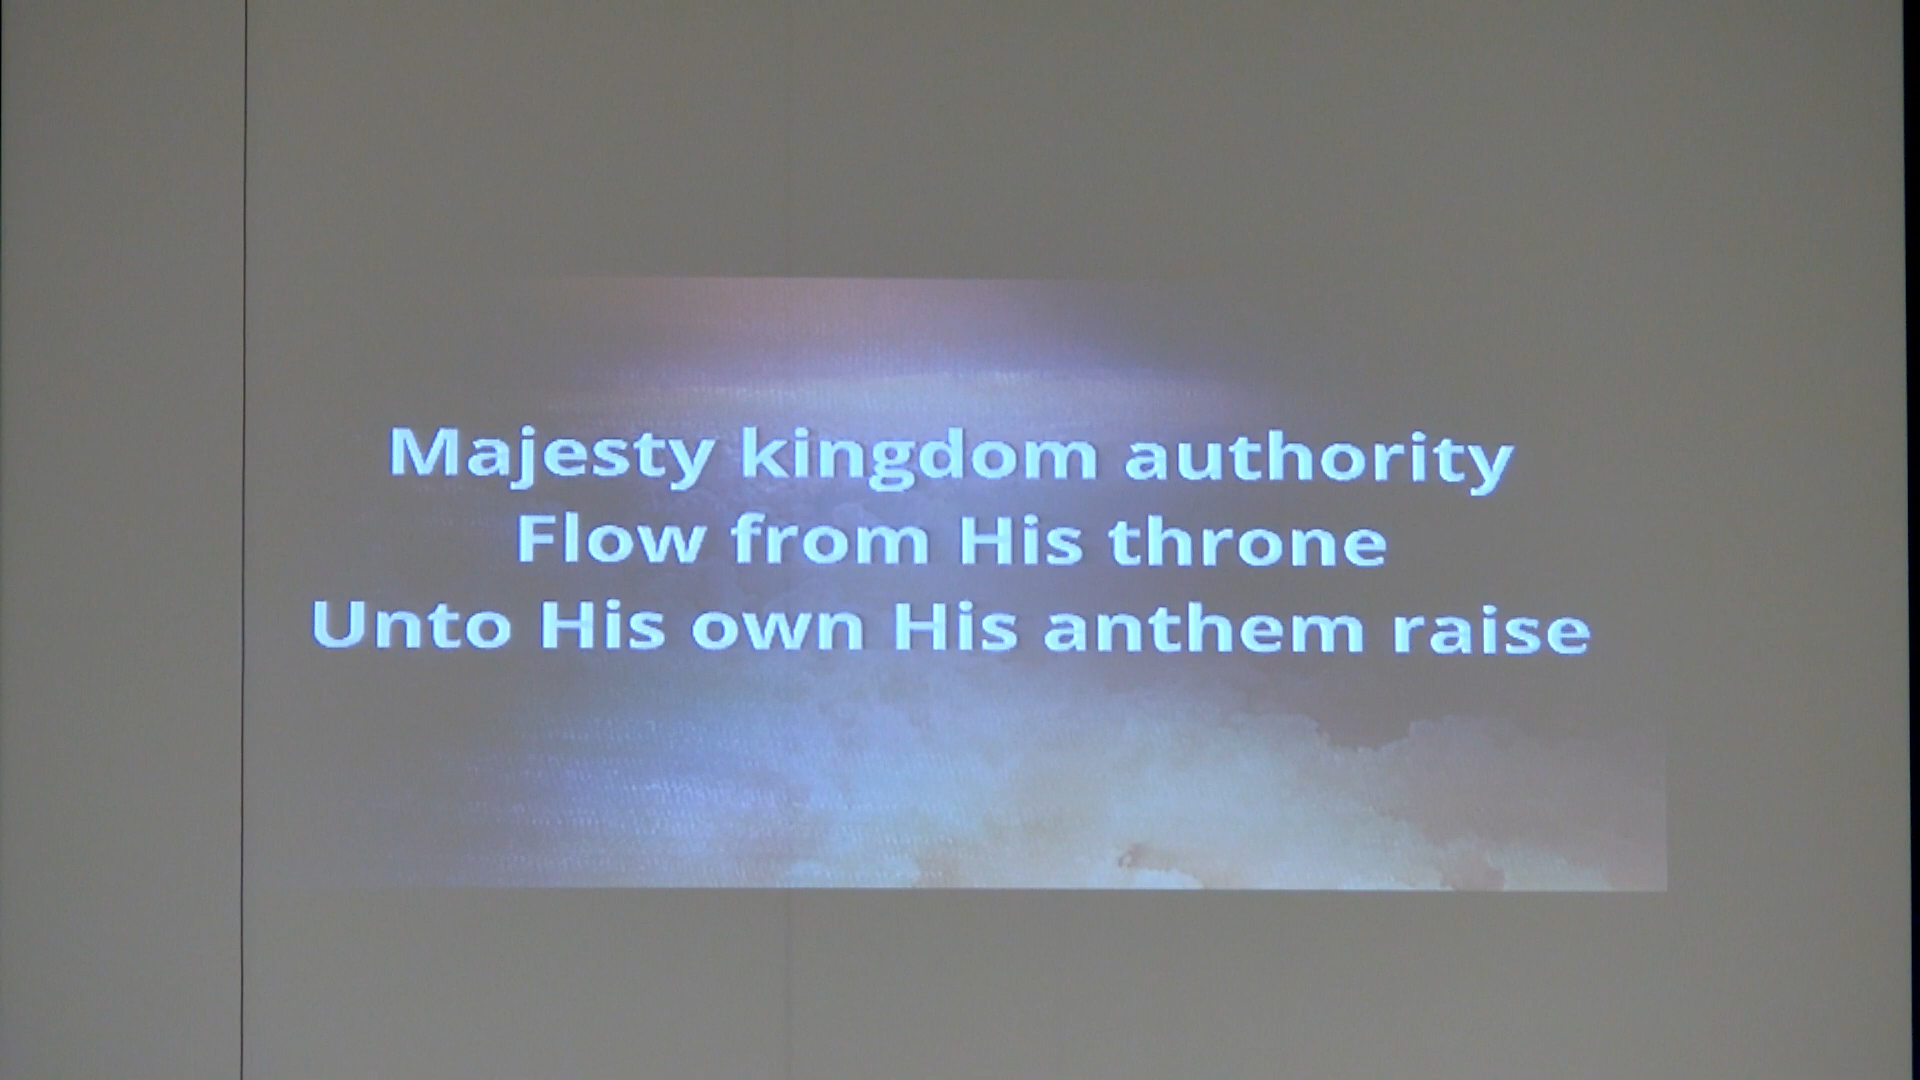 Majesty kingdom authority
Flow from His throne
Unto His own His anthem raise